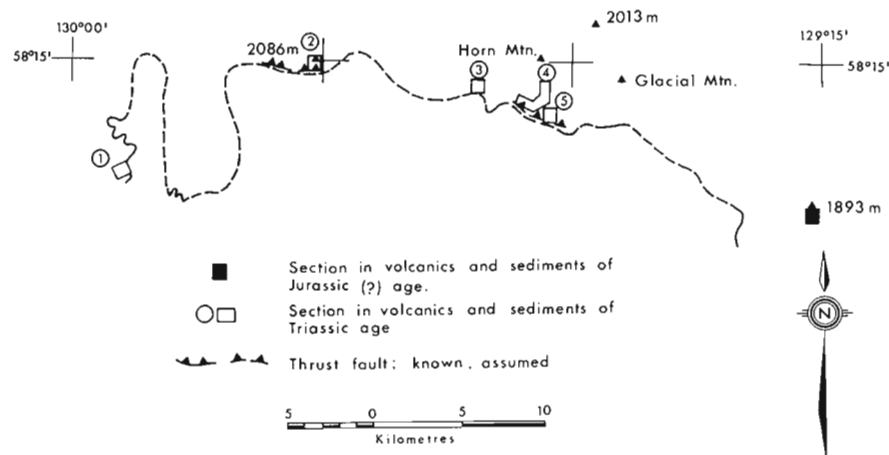 130°00'
58°15'
2086m
2
Horn Mtn.
2013 m
129°15'
58°15'
3
4
Glacial Mtn.
5
1
1893 m
Section in volcanics and sediments of
Jurassic (?) age.
Section in volcanics and sediments of
Triassic age
Thrust fault; known, assumed
N
5 0 5 10
Kilometres